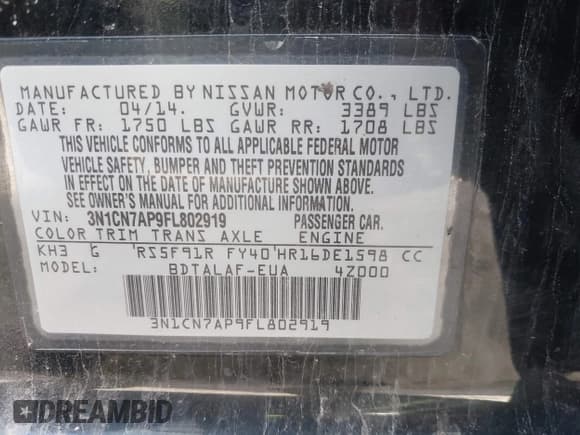 MANUFACTURED BY NISSAN MOTOR CO., LTD.
DATE: 04/14. GVWR: 3389 LBS
GAWR FR: 1750 LBS GAWR RR: 1708 LBS
THIS VEHICLE CONFORMS TO ALL APPLICABLE FEDERAL MOTOR
VEHICLE SAFETY, BUMPER AND THEFT PREVENTION STANDARDS
IN EFFECT ON THE DATE OF MANUFACTURE SHOWN ABOVE.
SEE OWNER'S MANUAL FOR ADDITIONAL INFORMATION.
VIN: 3N1CN7AP9FL802919 PASSENGER CAR.
COLOR TRIM TRANS AXLE ENGINE
KH3 G RS5F91R FY40 HR16DE1598 CC
MODEL: BDTALAF-EUA 4Z000
3N1CN7AP9FL802919
DREAMBID